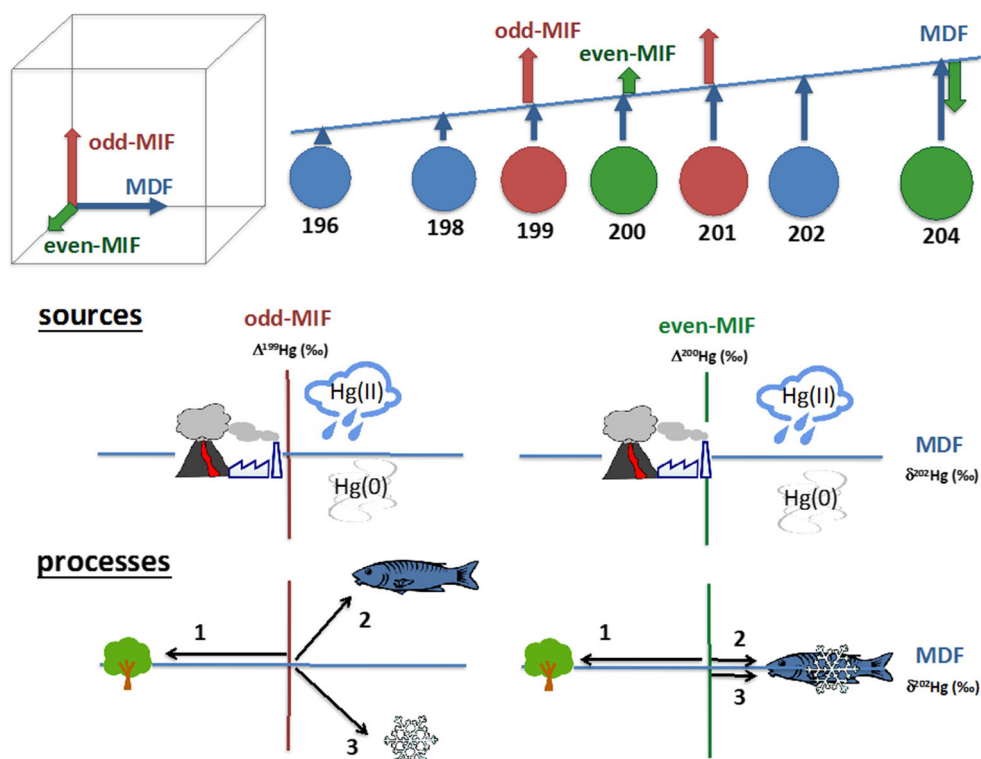 odd-MIF
MDF
even-MIF
odd-MIF
even-MIF
MDF
196
198
199
200
201
202
204
sources
odd-MIF
Δ¹⁹⁹Hg (‰)
even-MIF
Δ²⁰⁰Hg (‰)
Hg(II)
Hg(II)
MDF
δ²⁰²Hg (‰)
Hg(0)
Hg(0)
processes
1
2
3
1
2
3
MDF
δ²⁰²Hg (‰)